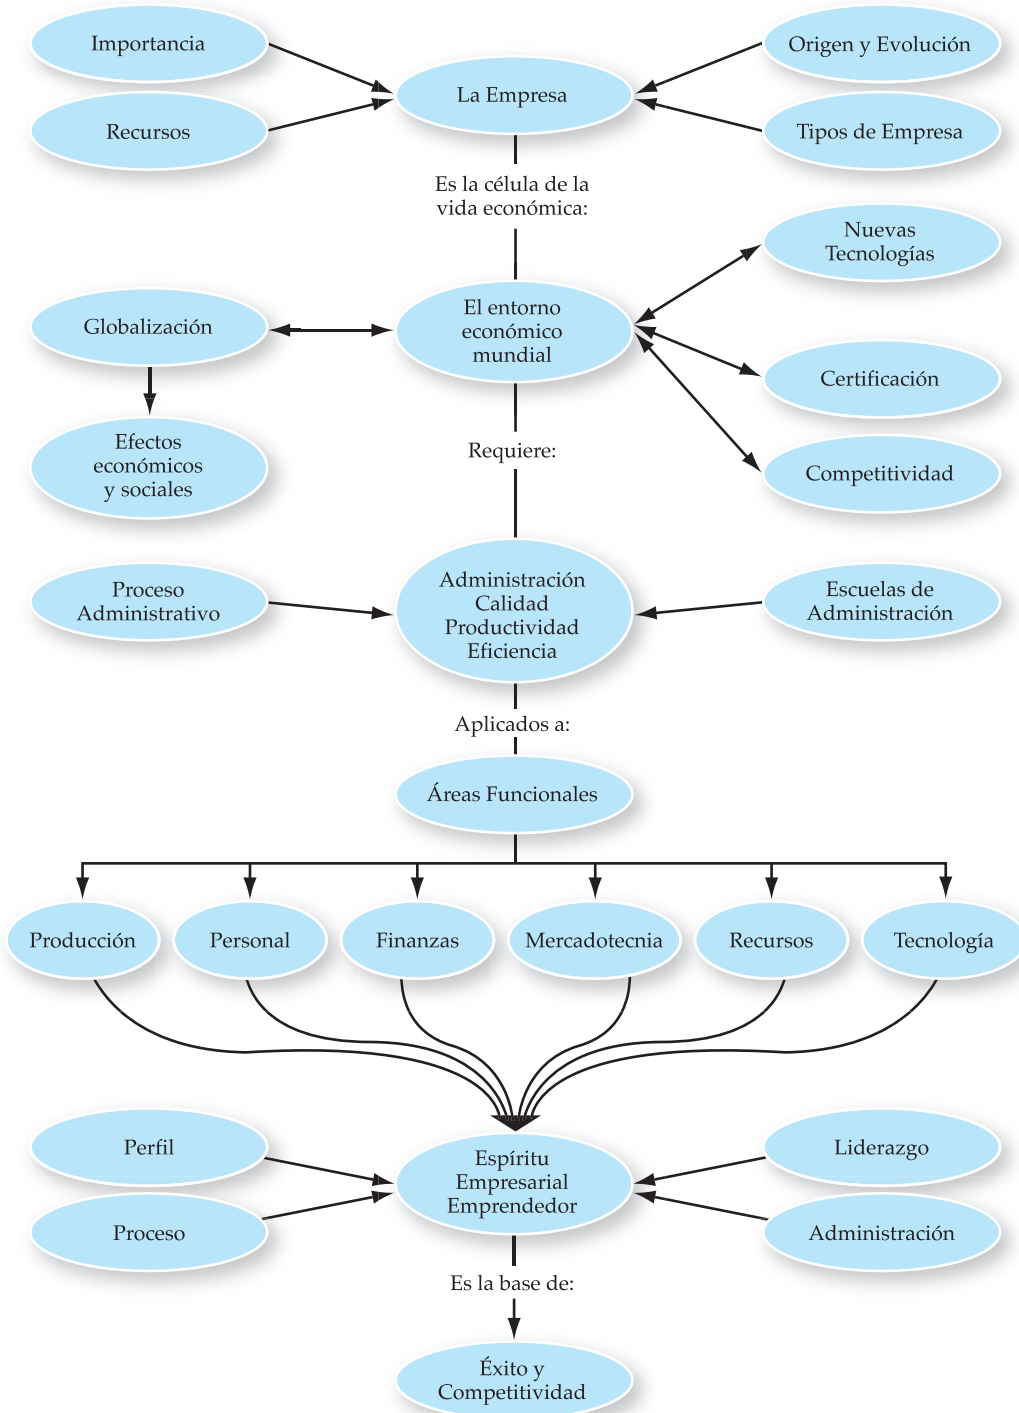 Importancia
Origen y Evolución
La Empresa
Recursos
Tipos de Empresa
Es la célula de la
vida económica:
Nuevas
Tecnologías
El entorno
económico
mundial
Globalización
Certificación
Efectos
económicos
y sociales
Requiere:
Competitividad
Proceso
Administrativo
Administración
Calidad
Productividad
Eficiencia
Escuelas de
Administración
Aplicados a:
Áreas Funcionales
Producción
Personal
Finanzas
Mercadotecnia
Recursos
Tecnología
Perfil
Liderazgo
Espíritu
Empresarial
Emprendedor
Proceso
Administración
Es la base de:
Éxito y
Competitividad